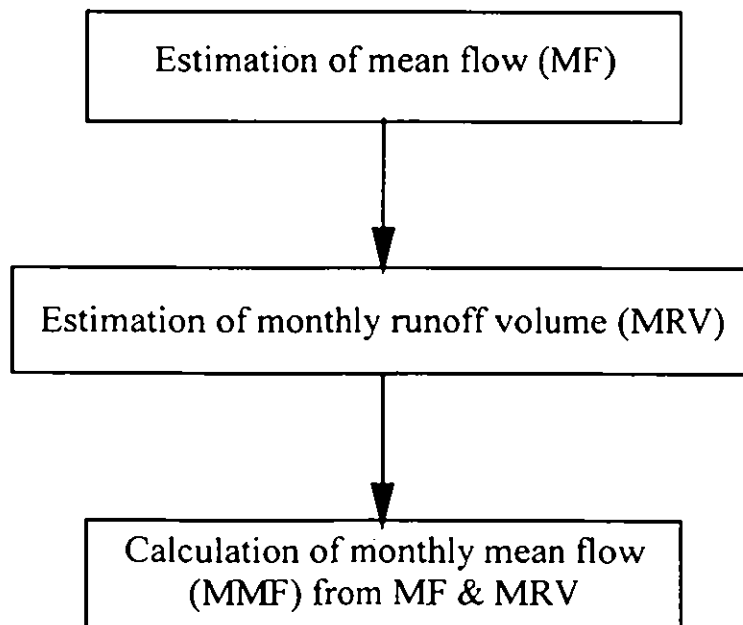 Estimation of mean flow (MF)
Estimation of monthly runoff volume (MRV)
Calculation of monthly mean flow
(MMF) from MF & MRV